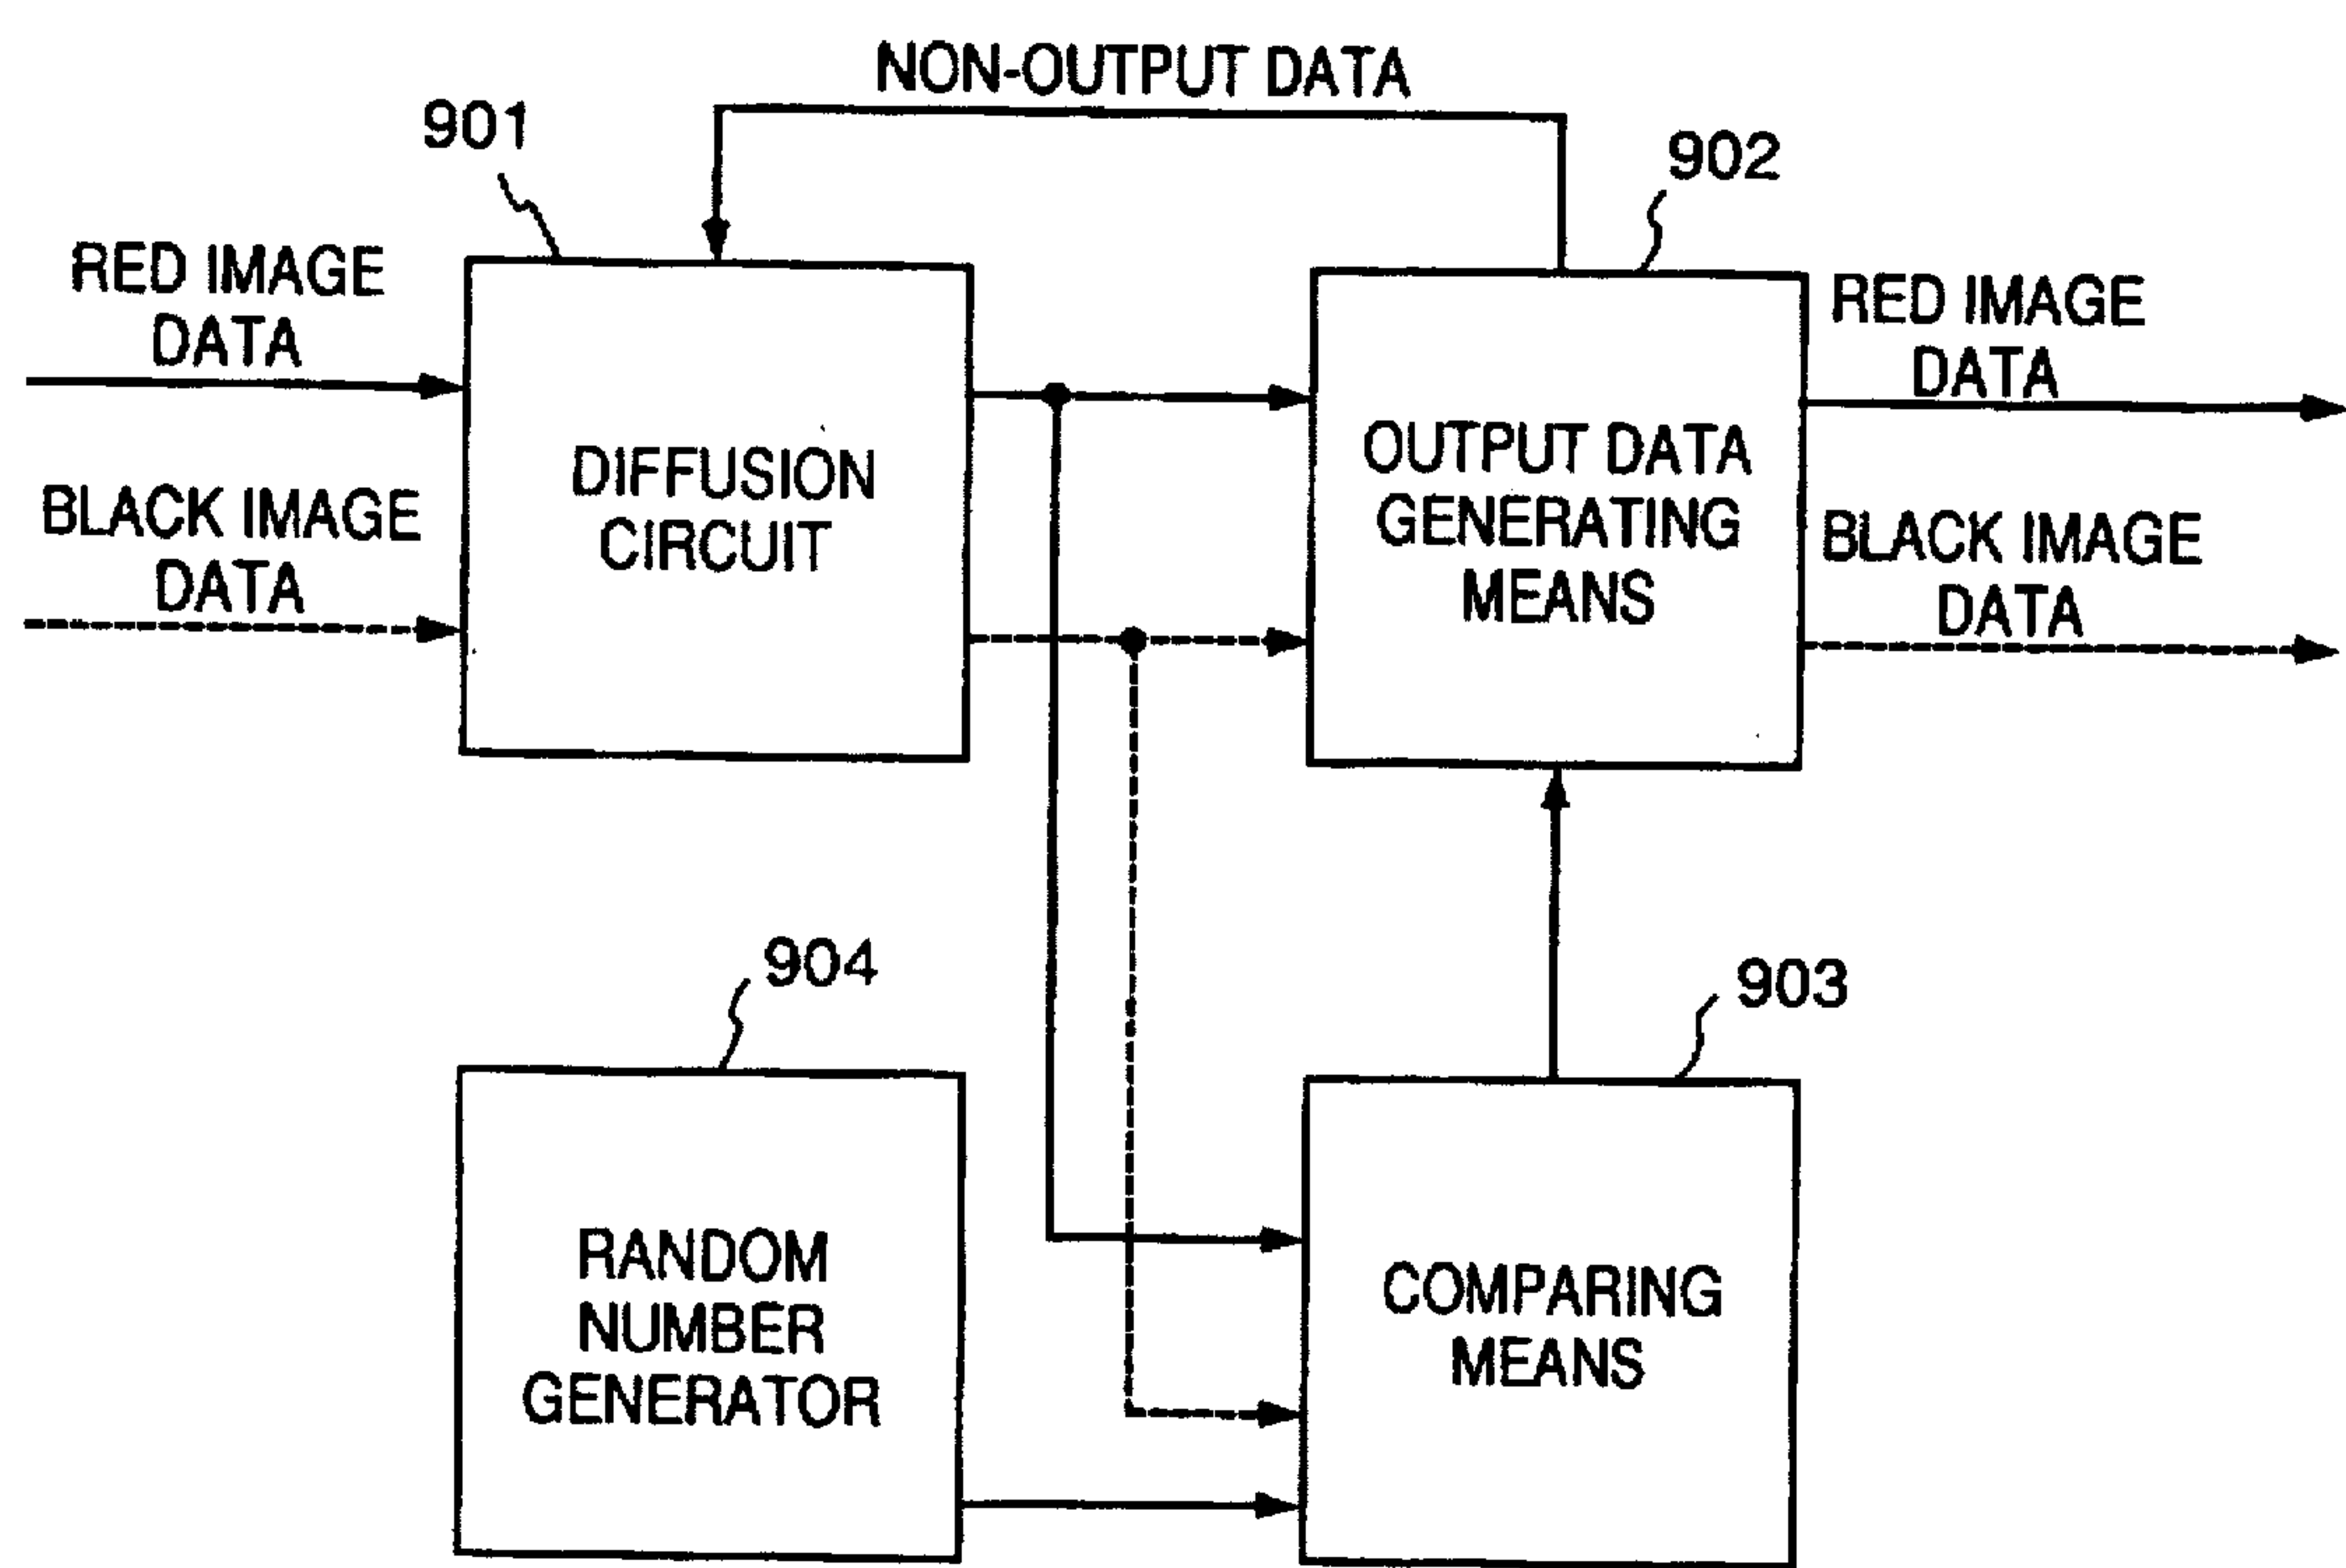 NON-OUTPUT DATA
901
902
RED IMAGE
DATA
BLACK IMAGE
DATA
DIFFUSION
CIRCUIT
OUTPUT DATA
GENERATING
MEANS
RED IMAGE
DATA
BLACK IMAGE
DATA
904
903
RANDOM
NUMBER
GENERATOR
COMPARING
MEANS